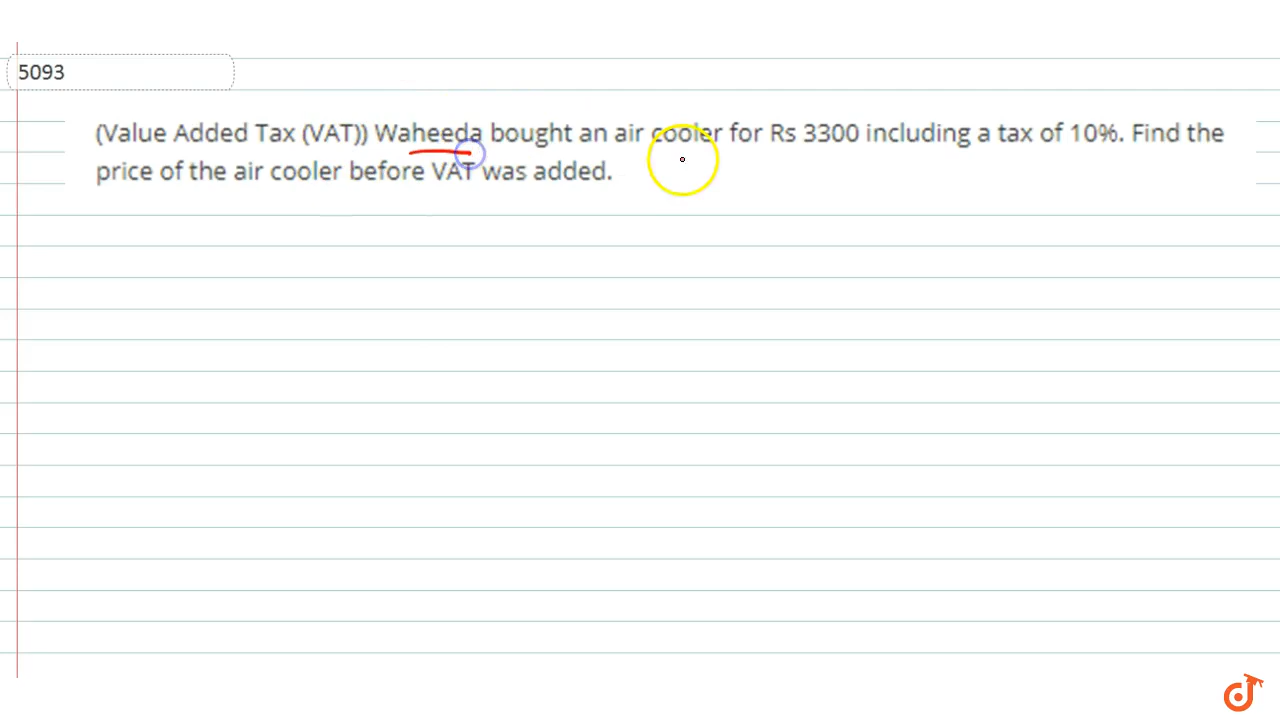 5093
(Value Added Tax (VAT)) Waheeda bought an air cooler for Rs 3300 including a tax of 10%. Find the
price of the air cooler before VAT was added.